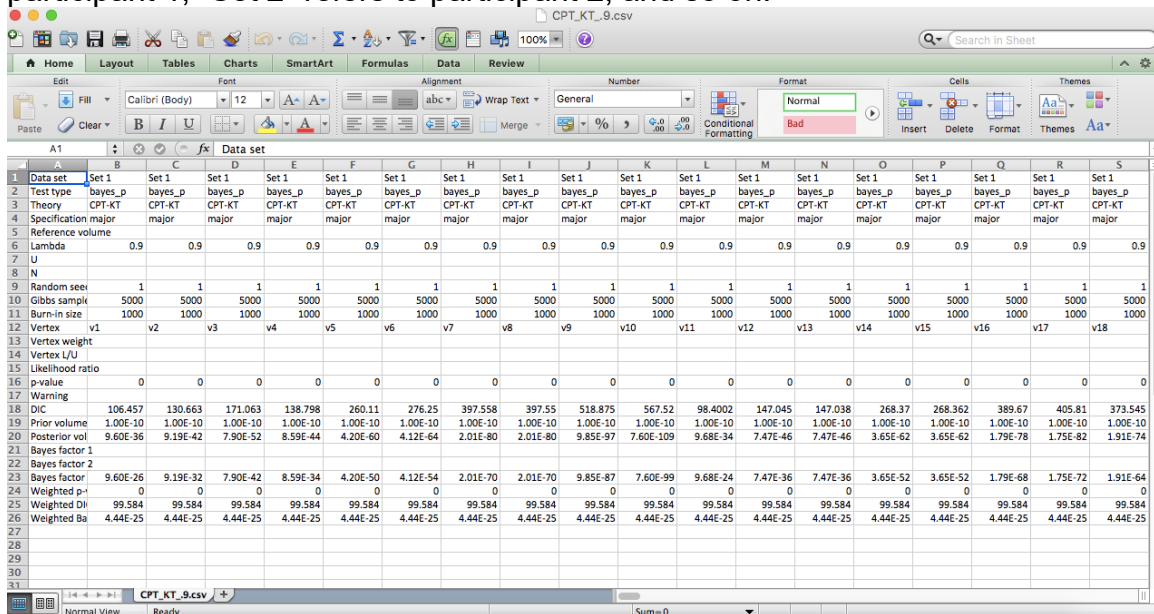 CPT_KT_.9.csv
100%
Search in Sheet
Home Layout Tables Charts SmartArt Formulas Data Review
Edit Font Alignment Number Format Cells Themes
Fill Calibri (Body) 12 A A abc Wrap Text General Normal
Paste Clear B I U A Merge % Conditional Formatting Bad Insert Delete Format Themes Aa
A1 fx Data set
A B C D E F G H I J K L M N O P Q R S
1 Data set Set 1 Set 1 Set 1 Set 1 Set 1 Set 1 Set 1 Set 1 Set 1 Set 1 Set 1 Set 1 Set 1 Set 1 Set 1 Set 1 Set 1 Set 1
2 Test type bayes_p bayes_p bayes_p bayes_p bayes_p bayes_p bayes_p bayes_p bayes_p bayes_p bayes_p bayes_p bayes_p bayes_p bayes_p bayes_p bayes_p bayes_p
3 Theory CPT-KT CPT-KT CPT-KT CPT-KT CPT-KT CPT-KT CPT-KT CPT-KT CPT-KT CPT-KT CPT-KT CPT-KT CPT-KT CPT-KT CPT-KT CPT-KT CPT-KT CPT-KT
4 Specification major major major major major major major major major major major major major major major major major major
5 Reference volume
6 Lambda 0.9 0.9 0.9 0.9 0.9 0.9 0.9 0.9 0.9 0.9 0.9 0.9 0.9 0.9 0.9 0.9 0.9 0.9
7 U
8 N
9 Random see 1 1 1 1 1 1 1 1 1 1 1 1 1 1 1 1 1 1
10 Gibbs sample 5000 5000 5000 5000 5000 5000 5000 5000 5000 5000 5000 5000 5000 5000 5000 5000 5000 5000
11 Burn-in size 1000 1000 1000 1000 1000 1000 1000 1000 1000 1000 1000 1000 1000 1000 1000 1000 1000 1000
12 Vertex v1 v2 v3 v4 v5 v6 v7 v8 v9 v10 v11 v12 v13 v14 v15 v16 v17 v18
13 Vertex weight
14 Vertex L/U
15 Likelihood ratio
16 p-value 0 0 0 0 0 0 0 0 0 0 0 0 0 0 0 0 0 0
17 Warning
18 DIC 106.457 130.663 171.063 138.798 260.11 276.25 397.558 397.55 518.875 567.52 98.4002 147.045 147.038 268.37 268.362 389.67 405.81 373.545
19 Prior volume 1.00E-10 1.00E-10 1.00E-10 1.00E-10 1.00E-10 1.00E-10 1.00E-10 1.00E-10 1.00E-10 1.00E-10 1.00E-10 1.00E-10 1.00E-10 1.00E-10 1.00E-10 1.00E-10 1.00E-10 1.00E-10
20 Posterior vol 9.60E-36 9.19E-42 7.90E-52 8.59E-44 4.20E-60 4.12E-64 2.01E-80 2.01E-80 9.85E-97 7.60E-109 9.68E-34 7.47E-46 7.47E-46 3.65E-62 3.65E-62 1.79E-78 1.75E-82 1.91E-74
21 Bayes factor 1
22 Bayes factor 2
23 Bayes factor 9.60E-26 9.19E-32 7.90E-42 8.59E-34 4.20E-50 4.12E-54 2.01E-70 2.01E-70 9.85E-87 7.60E-99 9.68E-24 7.47E-36 7.47E-36 3.65E-52 3.65E-52 1.79E-68 1.75E-72 1.91E-64
24 Weighted p- 0 0 0 0 0 0 0 0 0 0 0 0 0 0 0 0 0 0
25 Weighted DI 99.584 99.584 99.584 99.584 99.584 99.584 99.584 99.584 99.584 99.584 99.584 99.584 99.584 99.584 99.584 99.584 99.584 99.584
26 Weighted Ba 4.44E-25 4.44E-25 4.44E-25 4.44E-25 4.44E-25 4.44E-25 4.44E-25 4.44E-25 4.44E-25 4.44E-25 4.44E-25 4.44E-25 4.44E-25 4.44E-25 4.44E-25 4.44E-25 4.44E-25 4.44E-25
27
28
29
30
31
CPT_KT_.9.csv
Normal View Ready Sum=0